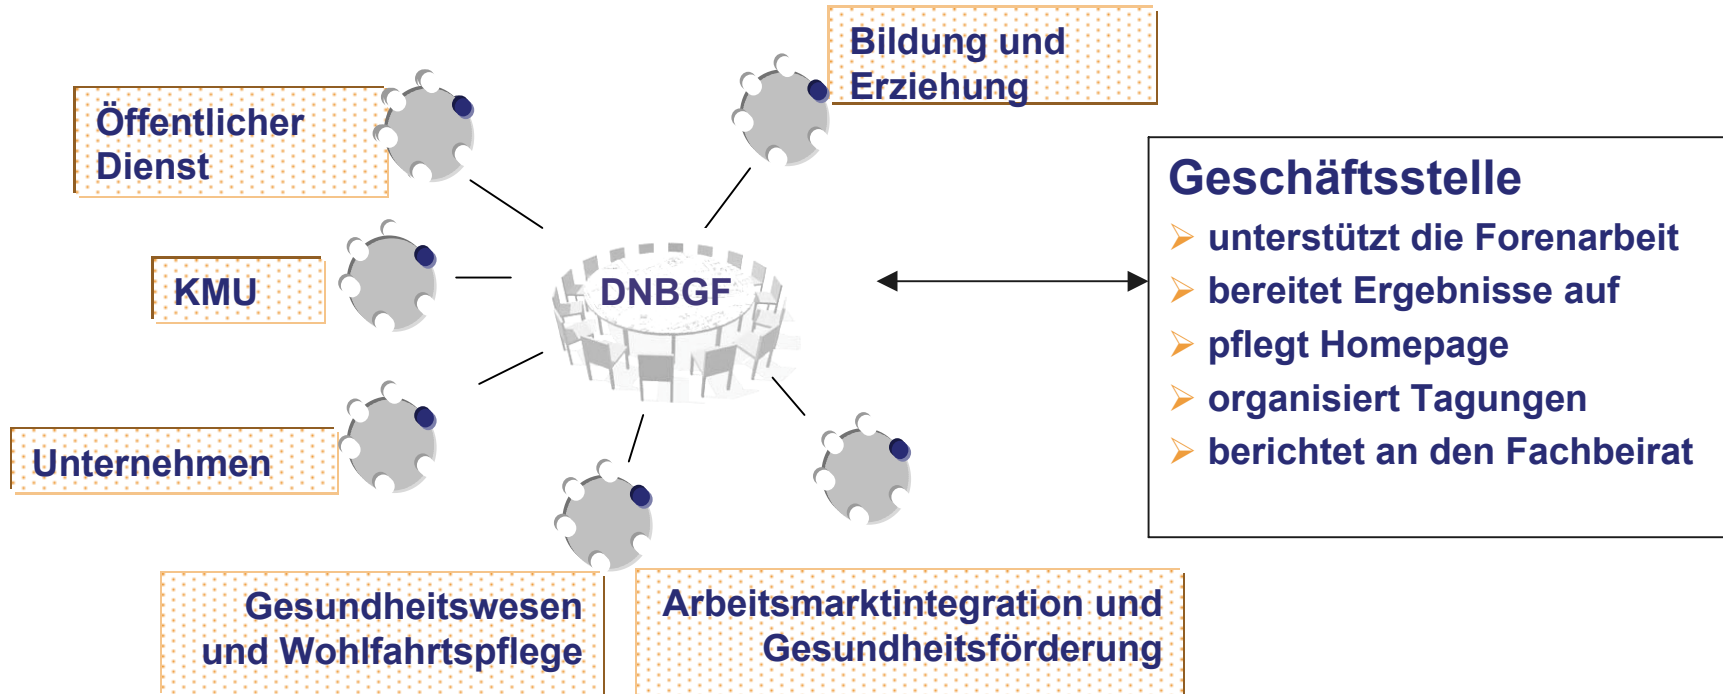 Bildung und
Erziehung
Öffentlicher
Dienst
KMU
DNBGF
Unternehmen
Gesundheitswesen
und Wohlfahrtspflege
Arbeitsmarktintegration und
Gesundheitsförderung
Geschäftsstelle
unterstützt die Forenarbeit
bereitet Ergebnisse auf
pflegt Homepage
organisiert Tagungen
berichtet an den Fachbeirat